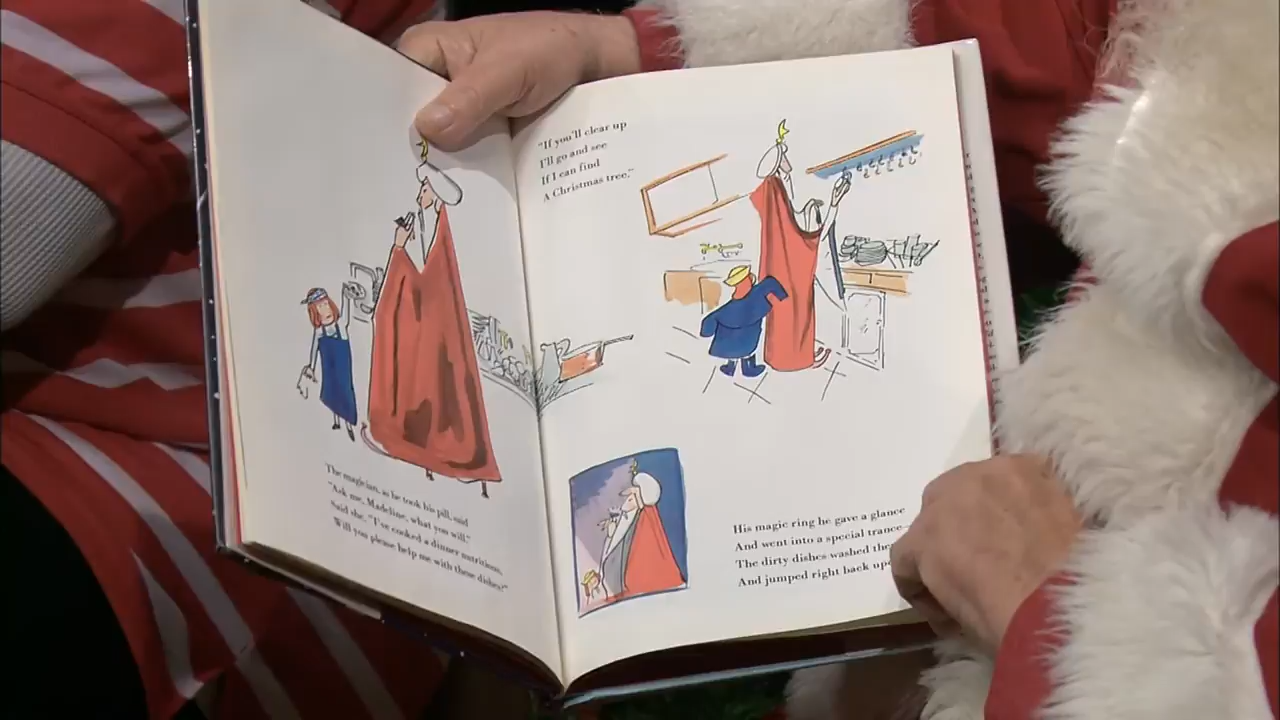 The magician, as he took his pill, said
"Ask me, Madeline, what you will."
Said she, "I've cooked a dinner nutritious,
Will you please help me with these dishes?"
"If you'll clear up
I'll go and see
If I can find
A Christmas tree."
His magic ring he gave a glance
And went into a special trance—
The dirty dishes washed
And jumped right back